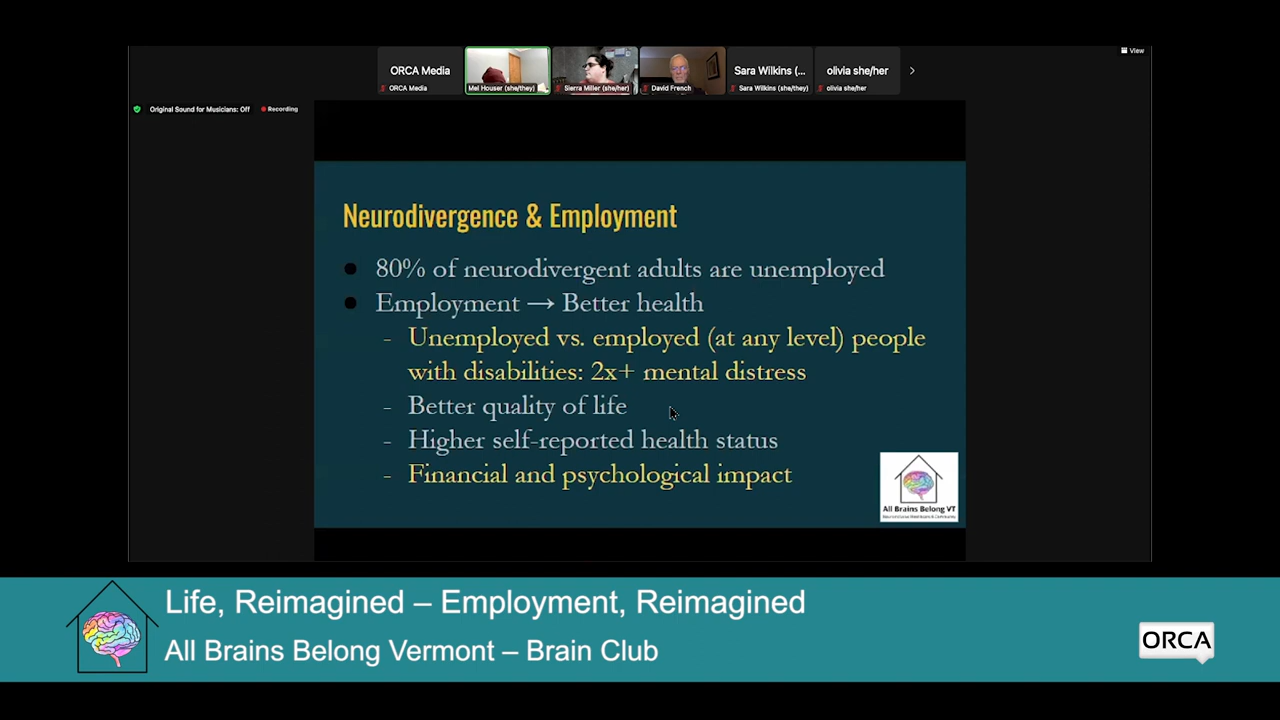 View
ORCA Media
Sara Wilkins (...
olivia she/her
ORCA Media
Mel Houser (she/they)
Sierra Miller (she/her)
David French
Sara Wilkins (she/they)
olivia she/her
Original Sound for Musicians: Off
Recording
Neurodivergence & Employment
● 80% of neurodivergent adults are unemployed
● Employment → Better health
- Unemployed vs. employed (at any level) people
with disabilities: 2x+ mental distress
- Better quality of life
- Higher self-reported health status
- Financial and psychological impact
All Brains Belong VT
Life, Reimagined – Employment, Reimagined
All Brains Belong Vermont – Brain Club
ORCA